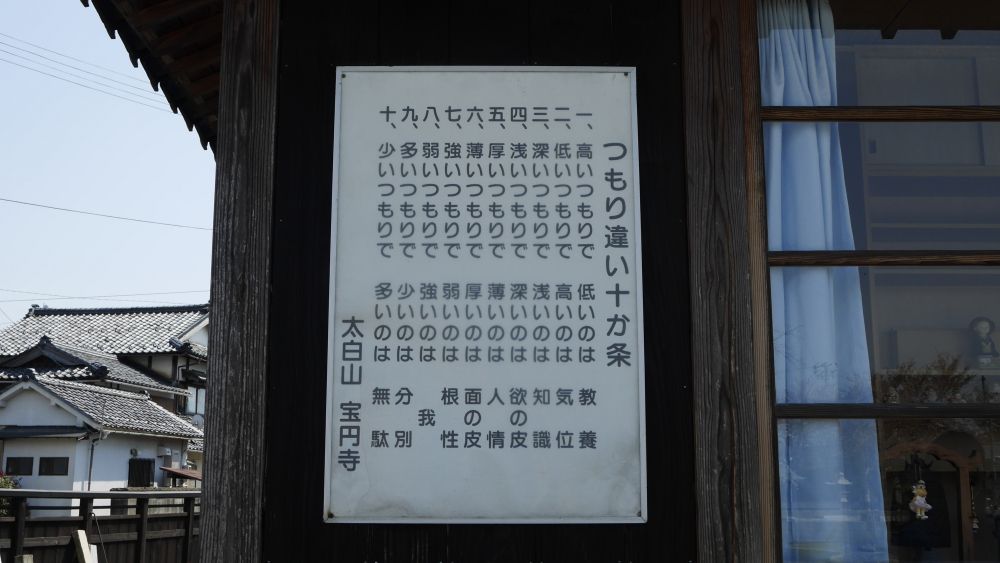 つもり違い十か条
一、高いつもりで 低いのは 教養
二、低いつもりで 高いのは 気位
三、深いつもりで 浅いのは 知識
四、浅いつもりで 深いのは 欲の皮
五、厚いつもりで 薄いのは 人情
六、薄いつもりで 厚いのは 面の皮
七、強いつもりで 弱いのは 根性
八、弱いつもりで 強いのは 我
九、多いつもりで 少いのは 分別
十、少いつもりで 多いのは 無駄
太白山 宝円寺